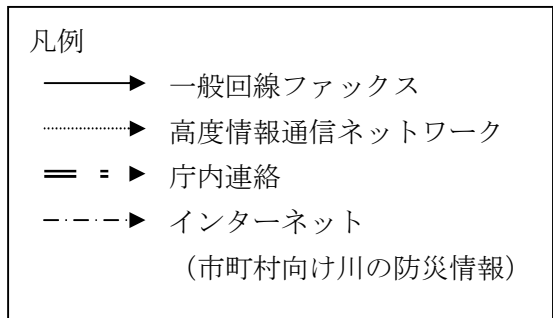 凡例
一般回線ファックス
高度情報通信ネットワーク
庁内連絡
インターネット
（市町村向け川の防災情報）